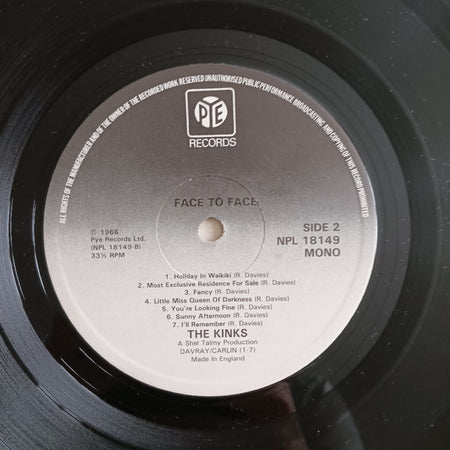 ALL RIGHTS OF THE MANUFACTURER AND OF THE OWNER OF THE RECORDED WORK RESERVED UNAUTHORISED PUBLIC PERFORMANCE BROADCASTING AND COPYING OF THIS RECORD PROHIBITED
PYE
RECORDS
FACE TO FACE
℗ 1966
Pye Records Ltd.
(NPL 18149-B)
33⅓ RPM
SIDE 2
NPL 18149
MONO
1. Holiday In Waikiki (R. Davies)
2. Most Exclusive Residence For Sale (R. Davies)
3. Fancy (R. Davies)
4. Little Miss Queen Of Darkness (R. Davies)
5. You're Looking Fine (R. Davies)
6. Sunny Afternoon (R. Davies)
7. I'll Remember (R. Davies)
THE KINKS
A Shel Talmy Production
DAVRAY/CARLIN (1-7)
Made in England